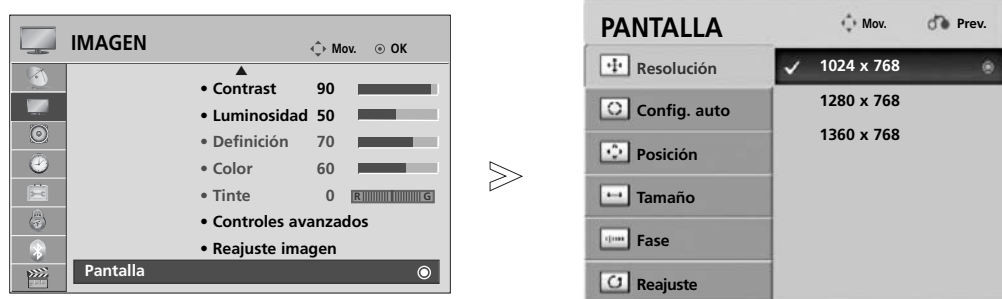 IMAGEN
Mov.
OK
• Contrast 90
• Luminosidad 50
• Definición 70
• Color 60
• Tinte 0 R G
• Controles avanzados
• Reajuste imagen
Pantalla
PANTALLA
Mov.
Prev.
Resolución
Config. auto
Posición
Tamaño
Fase
Reajuste
✓ 1024 x 768
1280 x 768
1360 x 768